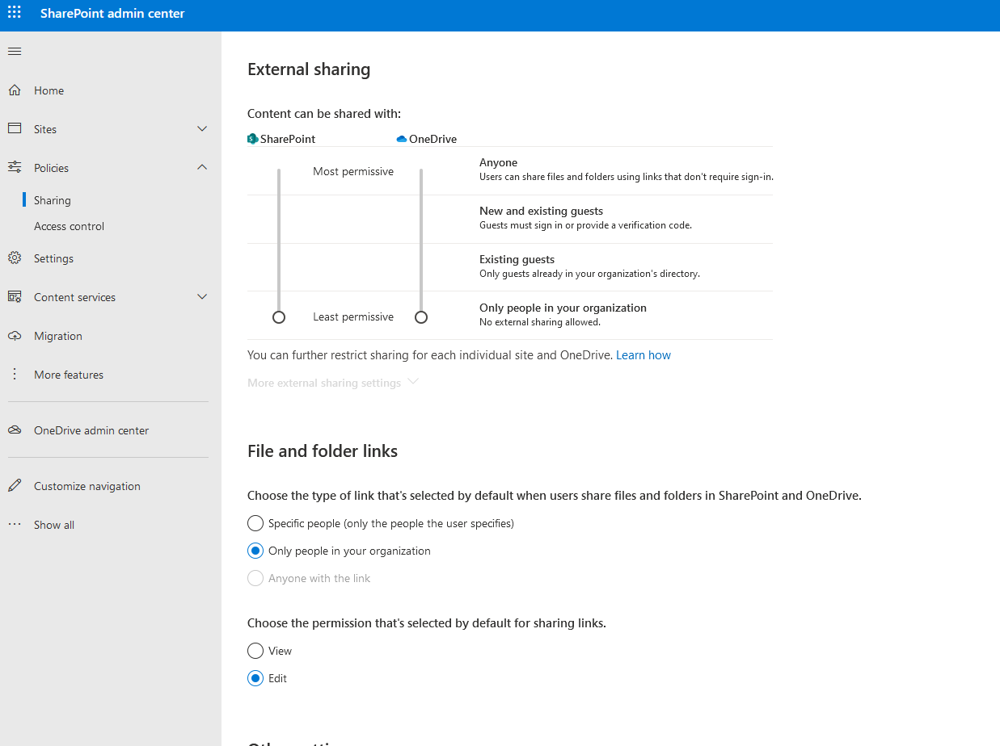 SharePoint admin center
Home
Sites
Policies
Sharing
Access control
Settings
Content services
Migration
More features
OneDrive admin center
Customize navigation
Show all
External sharing
Content can be shared with:
SharePoint OneDrive
Most permissive
Anyone
Users can share files and folders using links that don't require sign-in.
New and existing guests
Guests must sign in or provide a verification code.
Existing guests
Only guests already in your organization's directory.
Least permissive
Only people in your organization
No external sharing allowed.
You can further restrict sharing for each individual site and OneDrive. Learn how
More external sharing settings
File and folder links
Choose the type of link that's selected by default when users share files and folders in SharePoint and OneDrive.
Specific people (only the people the user specifies)
Only people in your organization
Anyone with the link
Choose the permission that's selected by default for sharing links.
View
Edit